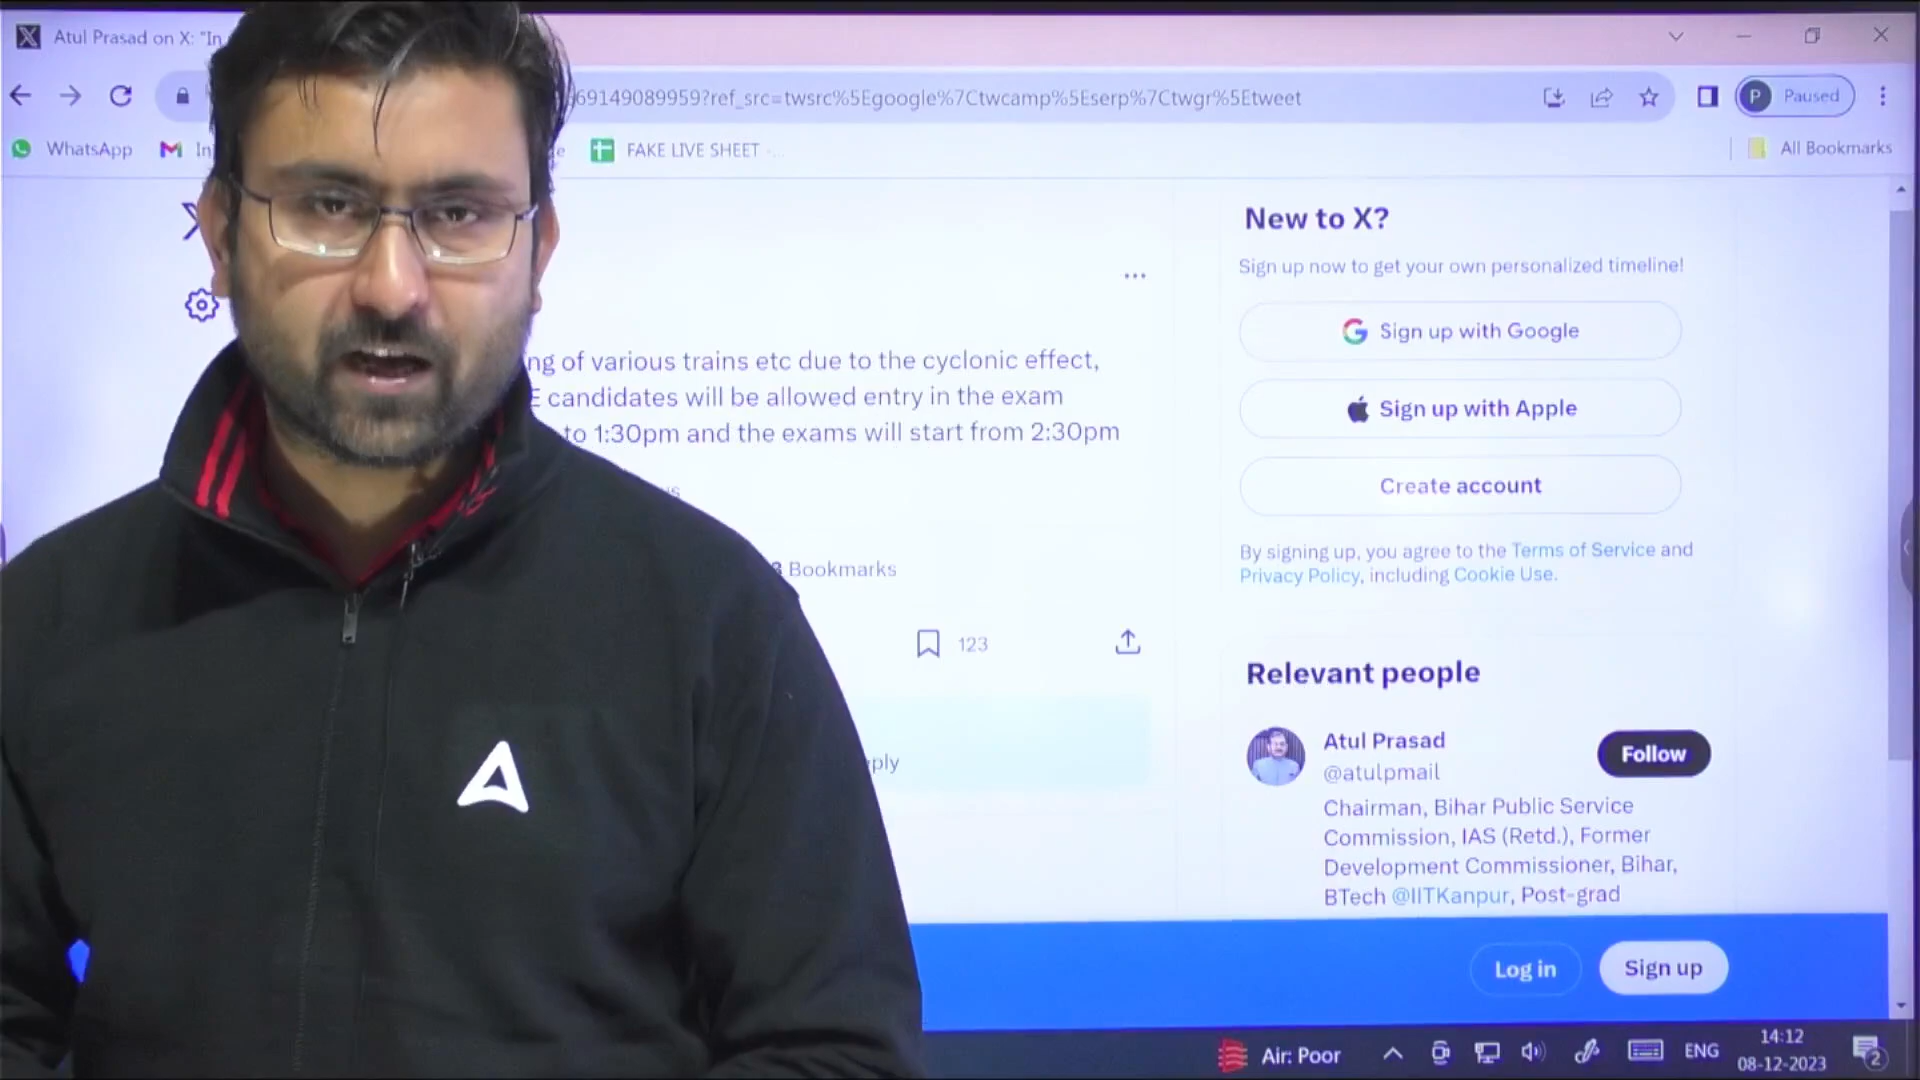 Atul Prasad on X: "In
69149089959?ref_src=twsrc%5Egoogle%7Ctwcamp%5Eserp%7Ctwgr%5Etweet
P Paused
WhatsApp
FAKE LIVE SHEET -...
All Bookmarks
New to X?
Sign up now to get your own personalized timeline!
Sign up with Google
Sign up with Apple
Create account
By signing up, you agree to the Terms of Service and
Privacy Policy, including Cookie Use.
ng of various trains etc due to the cyclonic effect,
E candidates will be allowed entry in the exam
to 1:30pm and the exams will start from 2:30pm
Bookmarks
123
ply
Relevant people
Atul Prasad
@atulpmail
Follow
Chairman, Bihar Public Service
Commission, IAS (Retd.), Former
Development Commissioner, Bihar,
BTech @IITKanpur, Post-grad
Log in
Sign up
Air: Poor
ENG
14:12
08-12-2023
2